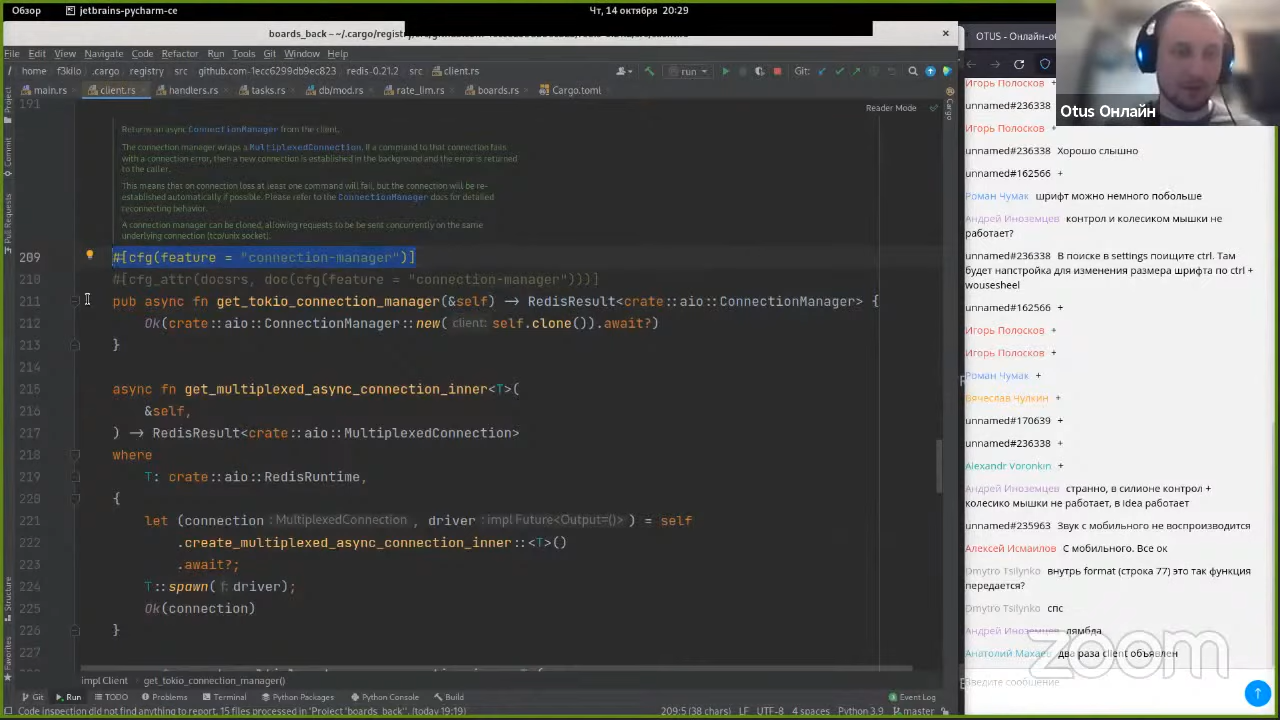 Обзор
jetbrains-pycharm-ce
Чт, 14 октября 20:29
boards_back – ~/.cargo/regist
File Edit View Navigate Code Refactor Run Tools Git Window Help
home f3kilo .cargo registry src github.com-1ecc6299db9ec823 redis-0.21.2 src client.rs
run
Git:
main.rs client.rs handlers.rs tasks.rs db/mod.rs rate_lim.rs boards.rs Cargo.toml
Reader Mode
191
Returns an async ConnectionManager from the client.
The connection manager wraps a MultiplexedConnection. If a command to that connection fails
with a connection error, then a new connection is established in the background and the error is returned
to the caller.
This means that on connection loss at least one command will fail, but the connection will be re-
established automatically if possible. Please refer to the ConnectionManager docs for detailed
reconnecting behavior.
A connection manager can be cloned, allowing requests to be sent concurrently on the same
underlying connection (tcp/unix socket).
209 #[cfg(feature = "connection-manager")]
210 #[cfg_attr(docsrs, doc(cfg(feature = "connection-manager")))]
211 pub async fn get_tokio_connection_manager(&self) -> RedisResult<crate::aio::ConnectionManager> {
212 Ok(crate::aio::ConnectionManager::new( client: self.clone()).await?)
213 }
214
215 async fn get_multiplexed_async_connection_inner<T>(
216 &self,
217 ) -> RedisResult<crate::aio::MultiplexedConnection>
218 where
219 T: crate::aio::RedisRuntime,
220 {
221 let (connection : MultiplexedConnection , driver : impl Future<Output=()> ) = self
222 .create_multiplexed_async_connection_inner::<T>()
223 .await?;
224 T::spawn( f: driver);
225 Ok(connection)
226 }
227
impl Client get_tokio_connection_manager()
Git Run TODO Problems Terminal Python Packages Python Console Build Event Log
Code inspection did not find anything to report. 15 files processed in 'Project 'boards_back''. (today 19:19)
209:5 (38 chars) LF UTF-8 4 spaces Python 3.9 master
Project
Commit
Pull Requests
Structure
Favorites
Cargo
OTUS - Онлайн-об
Otus Онлайн
Игорь Полосков
unnamed#236338
Игорь Полосков
unnamed#236338 Хорошо слышно
unnamed#162566 +
Роман Чумак шрифт можно немного побольше
Андрей Иноземцев контрол и колесиком мышки не
работает?
unnamed#236338 В поиске в settings поищите ctrl. Там
будет напстройка для изменения размера шрифта по ctrl +
wousesheel
unnamed#162566 +
Игорь Полосков +
Игорь Полосков +
Роман Чумак +
Вячеслав Чулкин +
unnamed#170639 +
unnamed#236338 +
Alexandr Voronkin +
Андрей Иноземцев странно, в силионе контрол +
колесико мышки не работает, в idea работает
unnamed#235963 Звук с мобильного не воспроизводится
Алексей Исмаилов С мобильного. Все ок
Dmytro Tsilynko внутрь format (строка 77) это так функция
передается?
Dmytro Tsilynko спс
Андрей Иноземцев лямбда
Анатолий Махаев два раза client объявлен
Введите сообщение
zoom